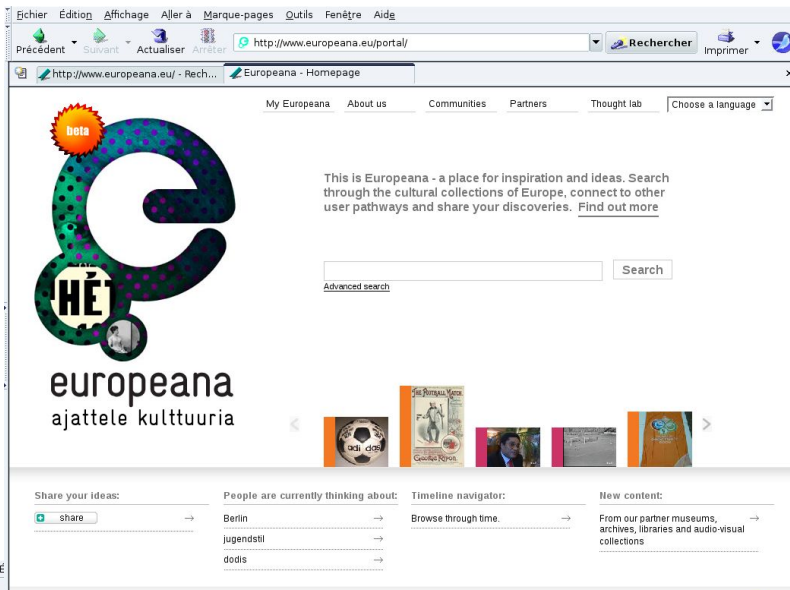 Fichier Édition Affichage Aller à Marque-pages Outils Fenêtre Aide
Précédent Suivant Actualiser Arrêter http://www.europeana.eu/portal/ Rechercher Imprimer
http://www.europeana.eu/ - Rech... Europeana - Homepage
My Europeana About us Communities Partners Thought lab Choose a language
beta
This is Europeana - a place for inspiration and ideas. Search
through the cultural collections of Europe, connect to other
user pathways and share your discoveries. Find out more
Search
Advanced search
HÉT
europeana
ajattele kulttuuria
THE FOOTBALL MATCH
adidas
Share your ideas: People are currently thinking about: Timeline navigator: New content:
share → Berlin → Browse through time. → From our partner museums, →
archives, libraries and audio-visual
jugendstil → collections
dodis →